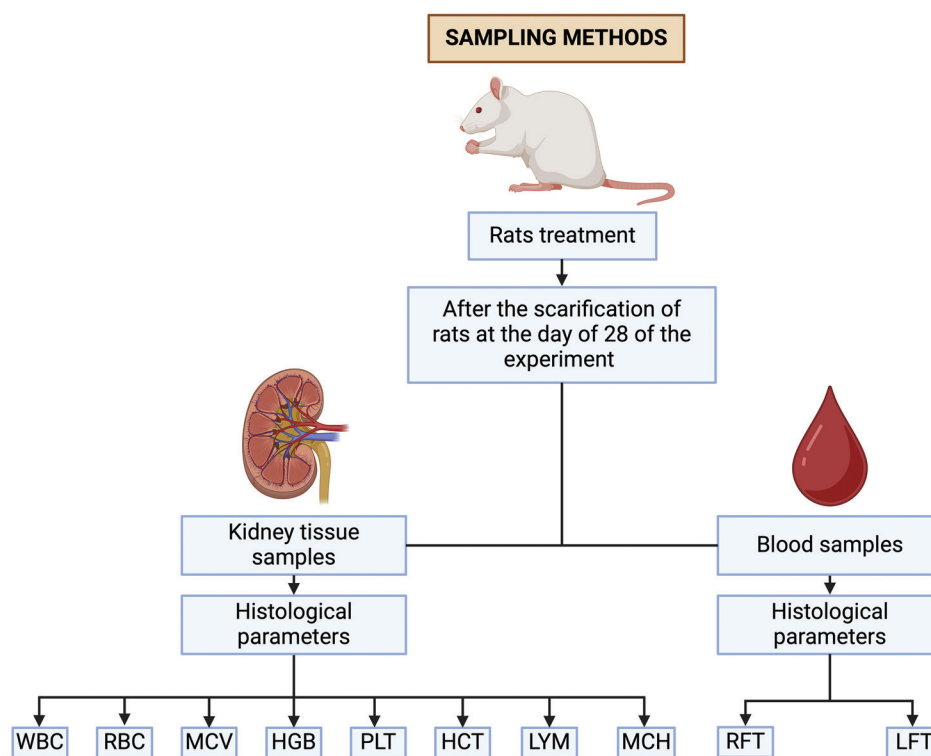 SAMPLING METHODS
Rats treatment
After the scarification of
rats at the day of 28 of the
experiment
Kidney tissue
samples
Blood samples
Histological
parameters
Histological
parameters
WBC
RBC
MCV
HGB
PLT
HCT
LYM
MCH
RFT
LFT